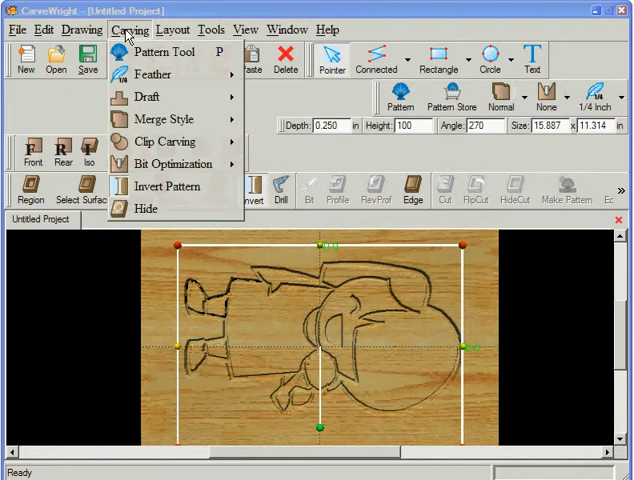 CarveWright - [Untitled Project]
File Edit Drawing Carving Layout Tools View Window Help
Pattern Tool P
Feather
Draft
Merge Style
Clip Carving
Bit Optimization
Invert Pattern
Hide
New Open Save Paste Delete Pointer Connected Rectangle Circle Text
Pattern Pattern Store Normal None 1/4 Inch
Depth: 0.250 in Height: 100 Angle: 270 Size: 15.887 x 11.314 in
Front Rear Iso
Region Select Surfac Invert Drill Bit Profile RevProf Edge Cut FlipCut HideCut Make Pattern
Untitled Project
Ready